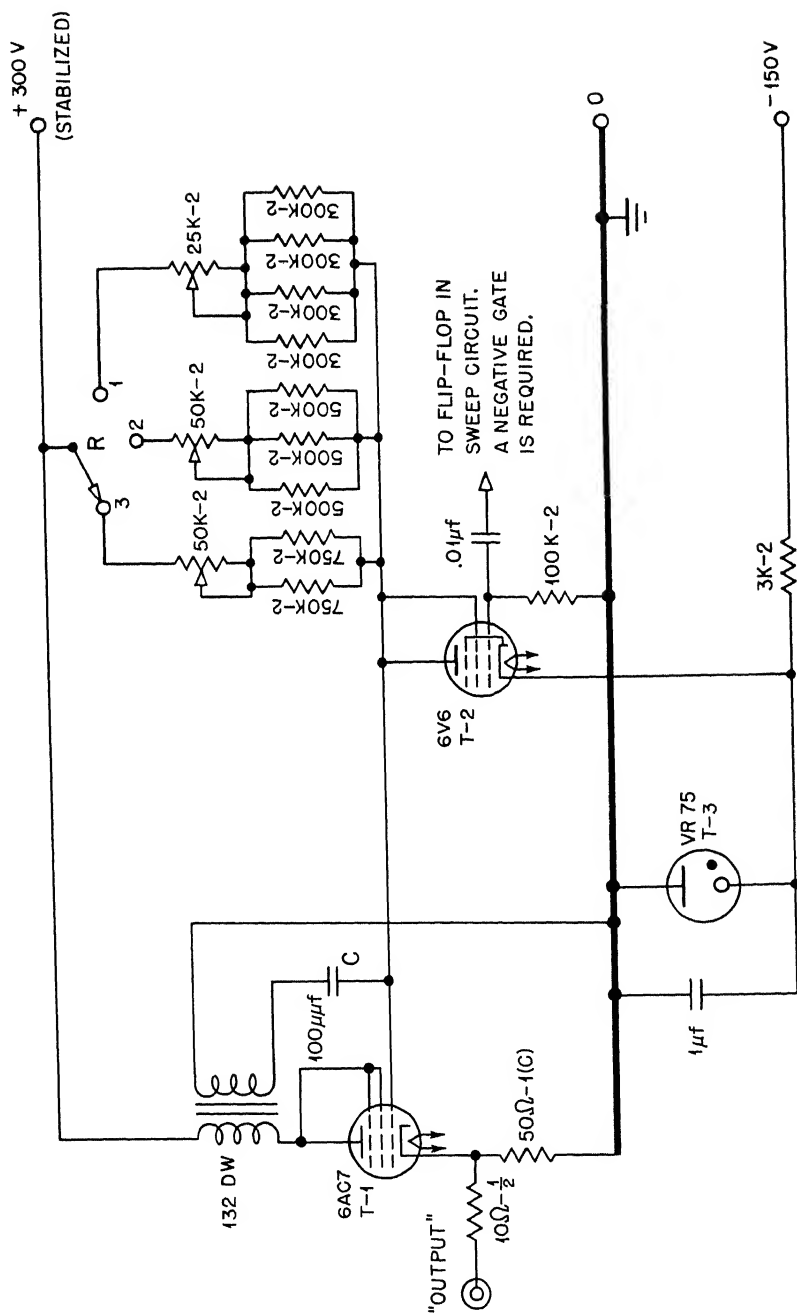 + 300 V
(STABILIZED)
132 DW
R
1
2
3
25K-2
50K-2
50K-2
300K-2
300K-2
300K-2
300K-2
500K-2
500K-2
500K-2
750K-2
750K-2
100µµf
C
6AC7
T-1
6V6
T-2
TO FLIP-FLOP IN
SWEEP CIRCUIT.
A NEGATIVE GATE
IS REQUIRED.
.01µf
100K-2
"OUTPUT"
10Ω-½
50Ω-1(C)
0
1µf
VR 75
T-3
3K-2
-150V